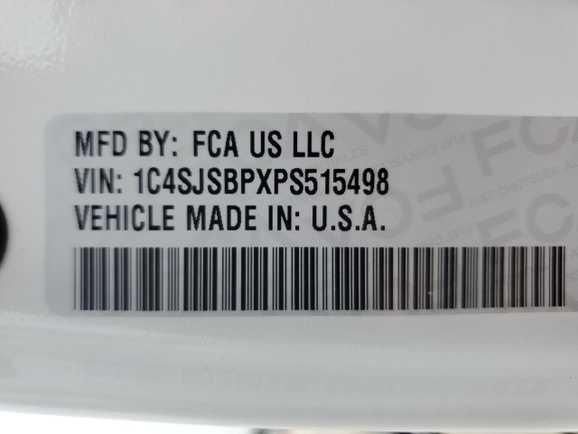 MFD BY: FCA US LLC
VIN: 1C4SJSBPXPS515498
VEHICLE MADE IN: U.S.A.